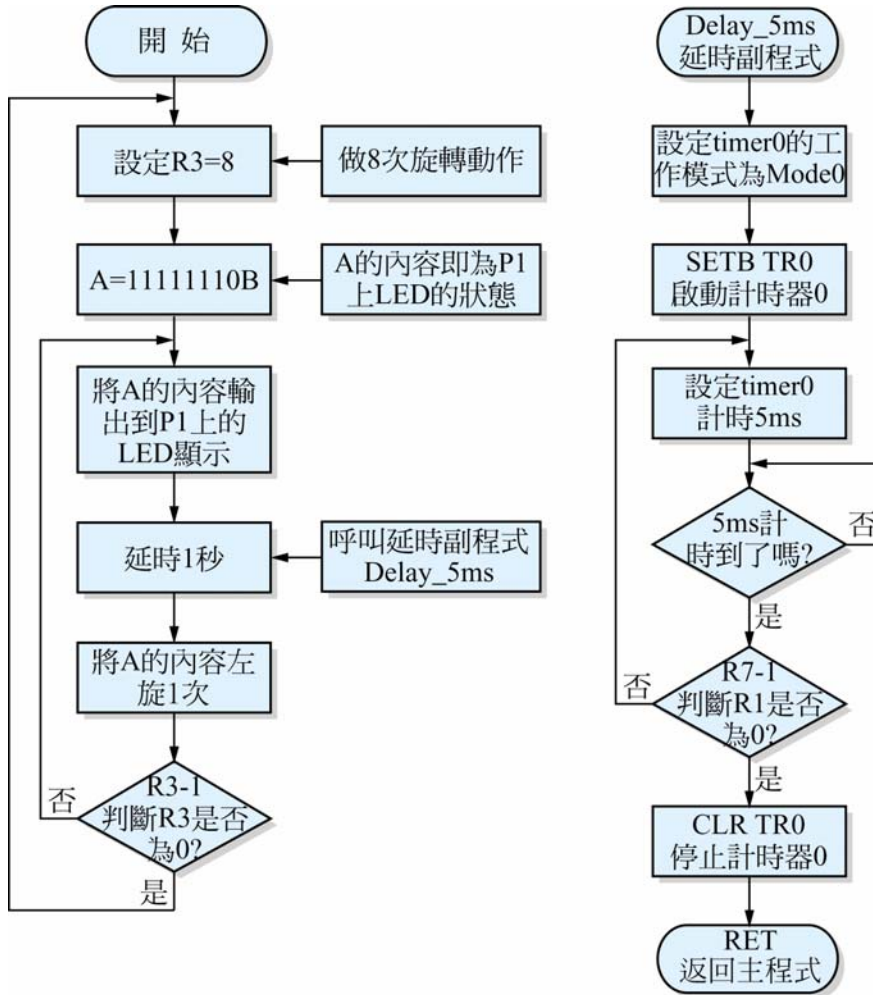 開 始
設定R3=8
做8次旋轉動作
A=11111110B
A的內容即為P1
上LED的狀態
將A的內容輸
出到P1上的
LED顯示
延時1秒
呼叫延時副程式
Delay_5ms
將A的內容左
旋1次
R3-1
判斷R3是否
為0?
否
是
Delay_5ms
延時副程式
設定timer0的工
作模式為Mode0
SETB TR0
啟動計時器0
設定timer0
計時5ms
5ms計
時到了嗎?
否
是
R7-1
判斷R1是否
為0?
否
是
CLR TR0
停止計時器0
RET
返回主程式